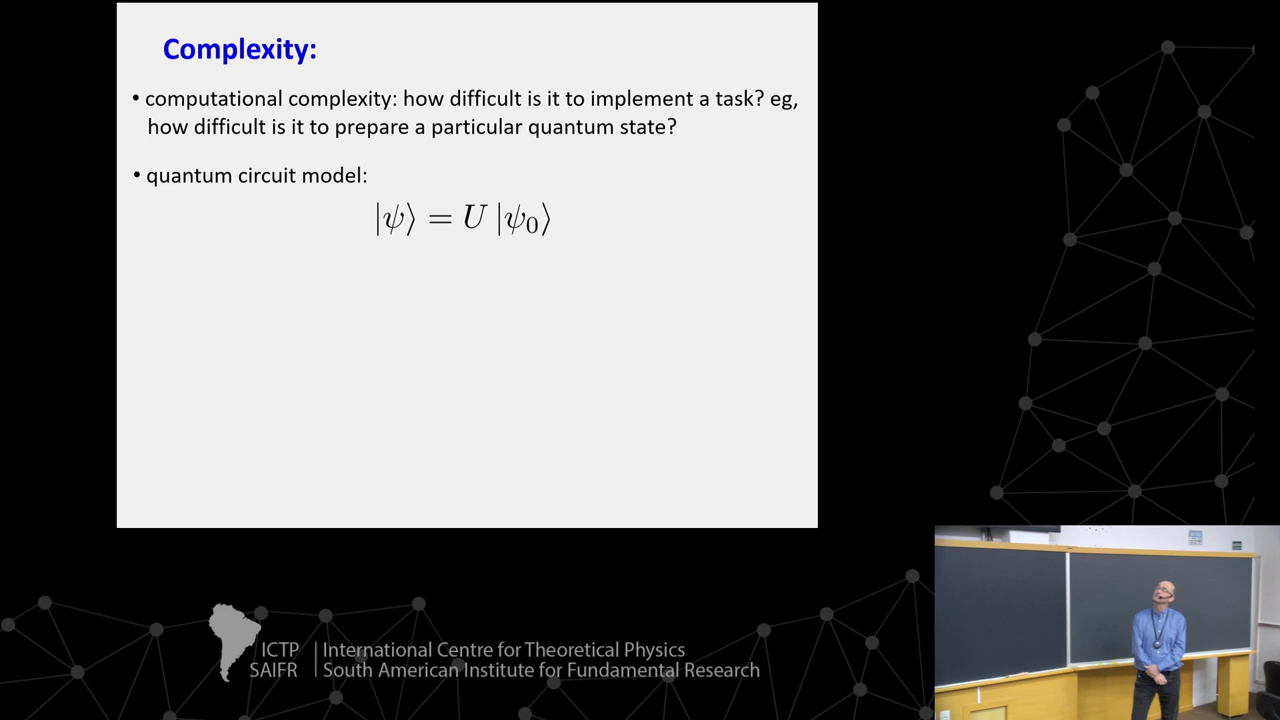 Complexity:
• computational complexity: how difficult is it to implement a task? eg,
how difficult is it to prepare a particular quantum state?
• quantum circuit model:
|ψ⟩ = U |ψ₀⟩
ICTP | International Centre for Theoretical Physics
SAIFR | South American Institute for Fundamental Research